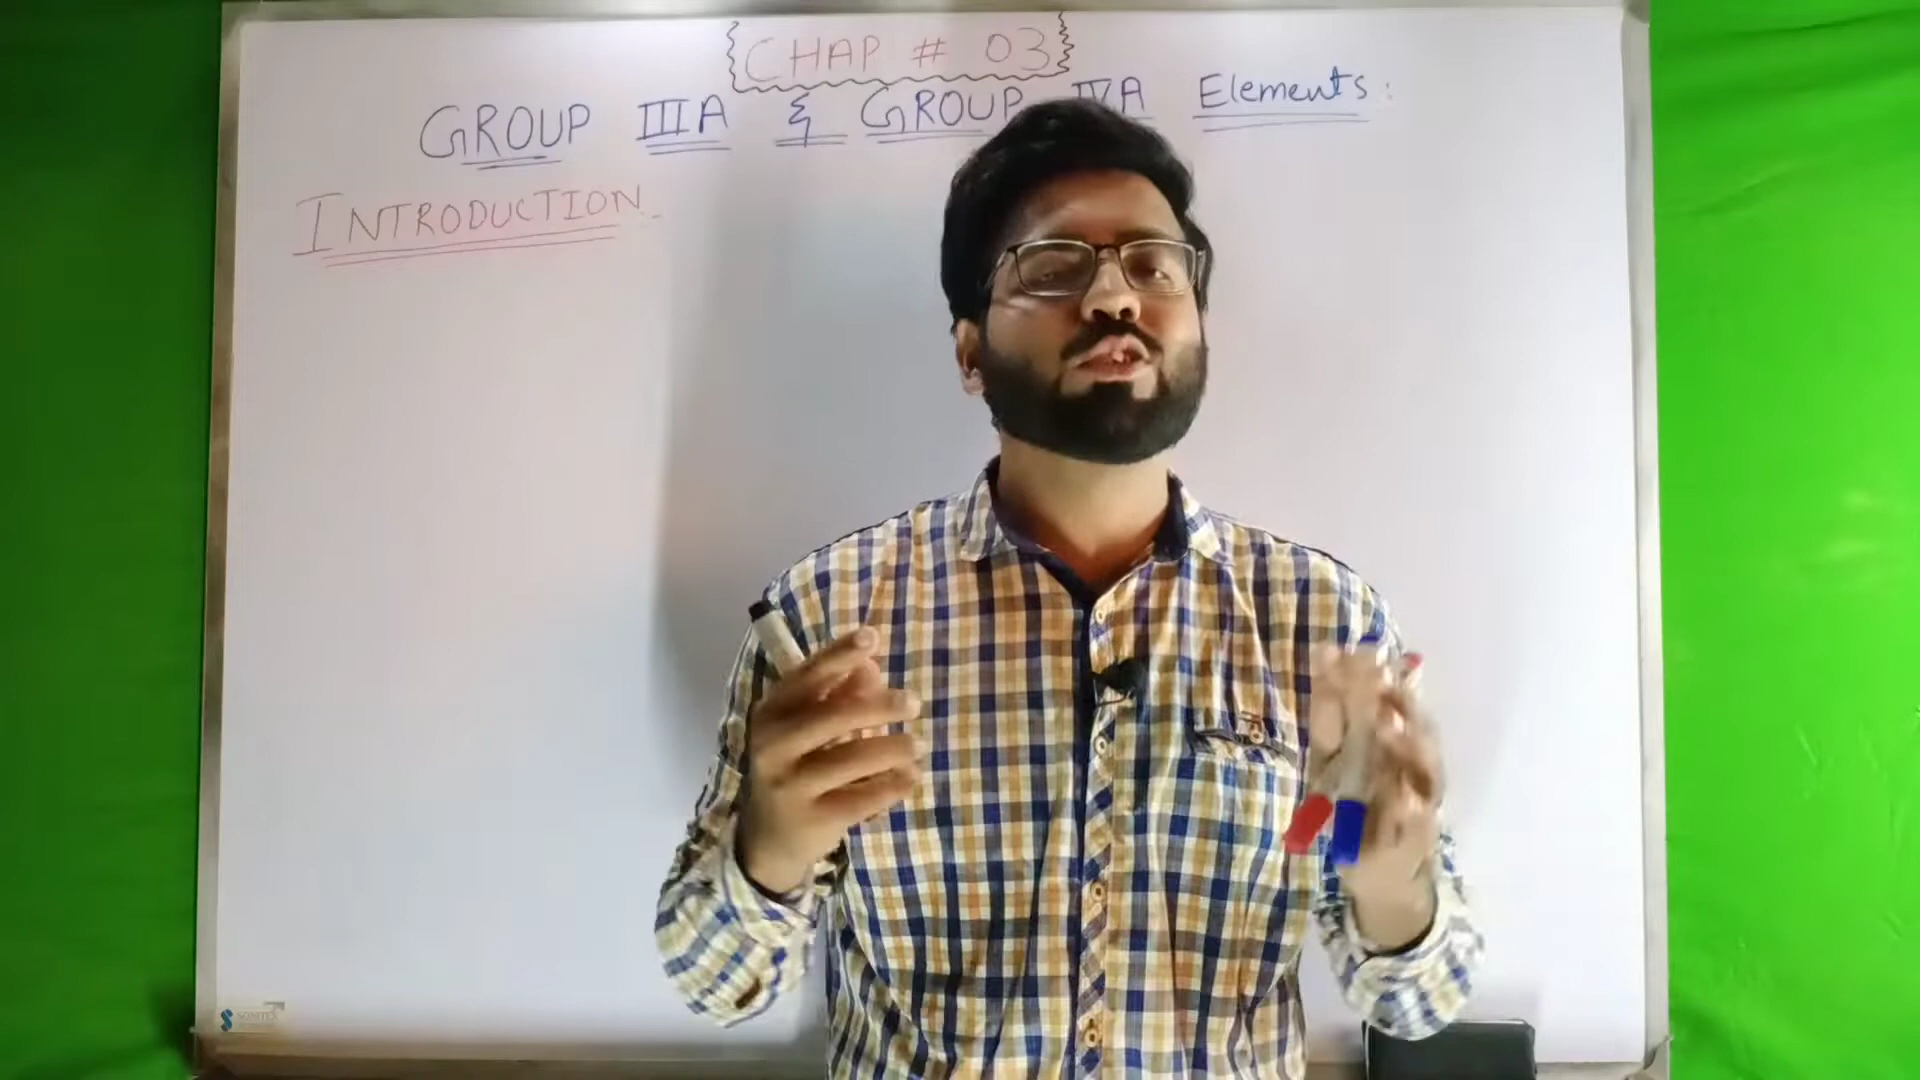 CHAP # 03
GROUP IIIA & GROUP IVA Elements:
INTRODUCTION.